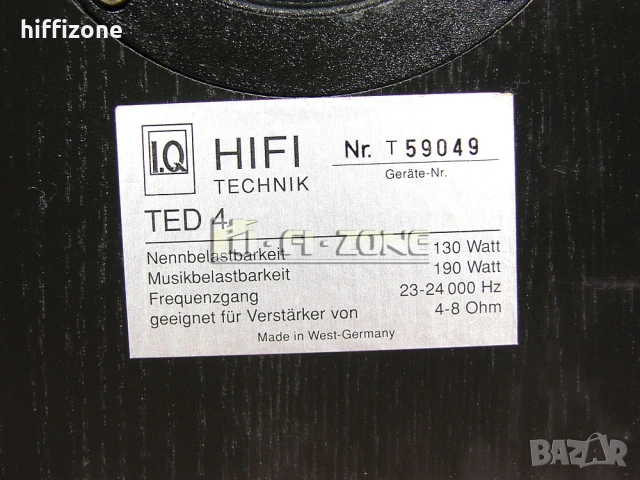 hiffizone
I.Q
HIFI
TECHNIK
Nr. T 59049
Geräte-Nr.
TED 4
HI-FI-ZONE
Nennbelastbarkeit 130 Watt
Musikbelastbarkeit 190 Watt
Frequenzgang 23-24 000 Hz
geeignet für Verstärker von 4-8 Ohm
Made in West-Germany
BAZAR